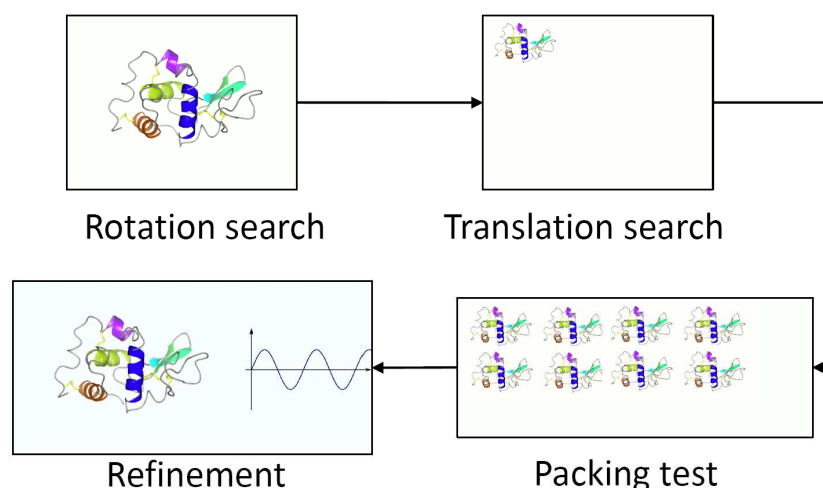 Rotation search
Translation search
Refinement
Packing test